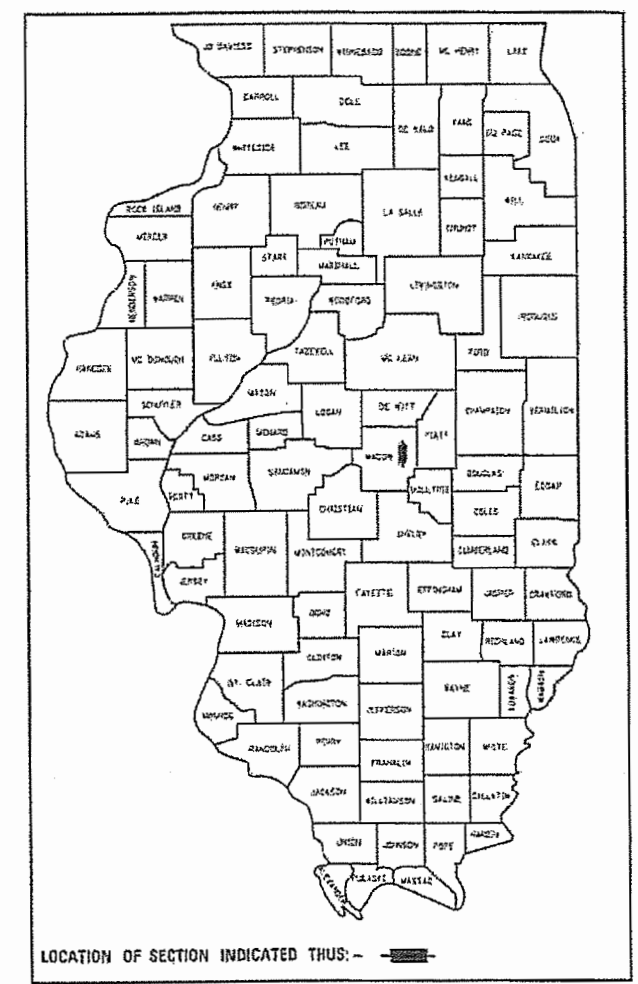 JO DAVIESS STEPHENSON WINNEBAGO BOONE MC HENRY LAKE
CARROLL OGLE DE KALB KANE DU PAGE COOK
WHITESIDE LEE KENDALL WILL
ROCK ISLAND HENRY BUREAU LA SALLE GRUNDY
MERCER STARK PUTNAM MARSHALL KANKAKEE
HENDERSON WARREN KNOX PEORIA WOODFORD LIVINGSTON IROQUOIS
HANCOCK MC DONOUGH FULTON TAZEWELL MC LEAN FORD
SCHUYLER MASON LOGAN DE WITT CHAMPAIGN VERMILION
ADAMS BROWN CASS MENARD MACON PIATT
PIKE SCOTT MORGAN SANGAMON CHRISTIAN MOULTRIE DOUGLAS EDGAR
COLES
CALHOUN GREENE MACOUPIN MONTGOMERY SHELBY CUMBERLAND CLARK
JERSEY FAYETTE EFFINGHAM JASPER CRAWFORD
MADISON BOND CLAY RICHLAND LAWRENCE
CLINTON MARION
ST. CLAIR WASHINGTON JEFFERSON WAYNE EDWARDS WABASH
MONROE
RANDOLPH PERRY FRANKLIN HAMILTON WHITE
JACKSON WILLIAMSON SALINE GALLATIN
UNION JOHNSON POPE HARDIN
ALEXANDER PULASKI MASSAC
LOCATION OF SECTION INDICATED THUS:-